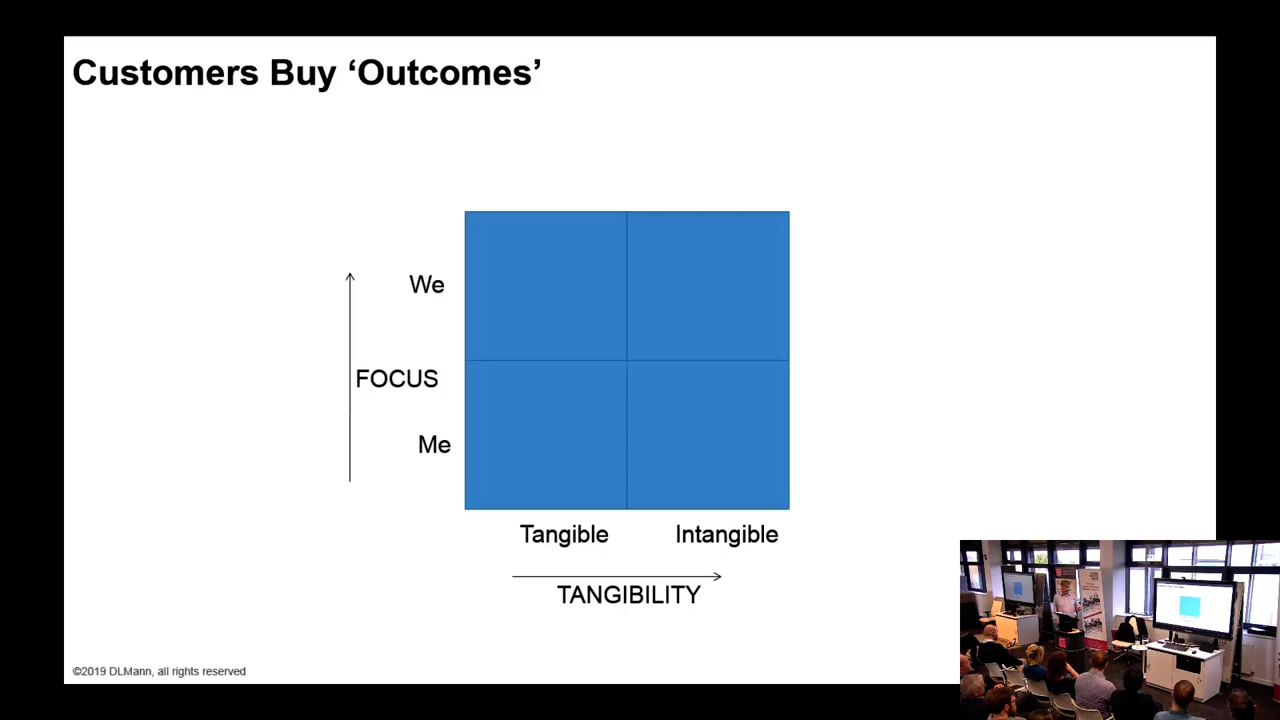 Customers Buy ‘Outcomes’
We
FOCUS
Me
Tangible Intangible
TANGIBILITY
©2019 DLMann, all rights reserved